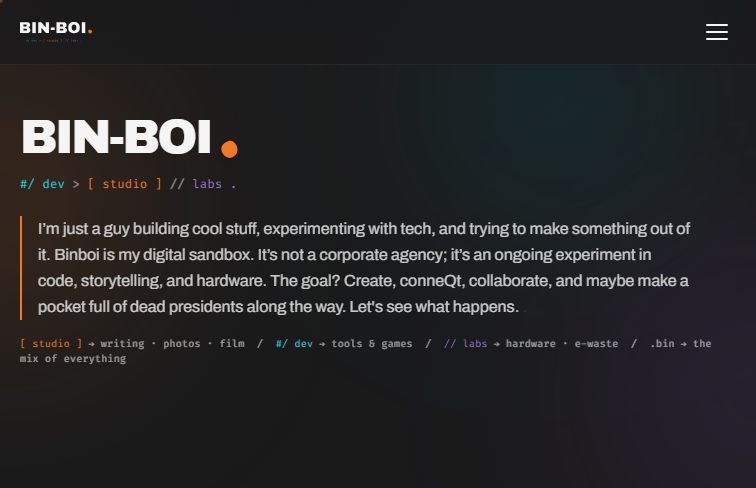 BIN-BOI.
BIN-BOI.
#/ dev > [ studio ] // labs .
I’m just a guy building cool stuff, experimenting with tech, and trying to make something out of
it. Binboi is my digital sandbox. It’s not a corporate agency; it’s an ongoing experiment in
code, storytelling, and hardware. The goal? Create, conneQt, collaborate, and maybe make a
pocket full of dead presidents along the way. Let's see what happens.
[ studio ] → writing · photos · film / #/ dev → tools & games / // labs → hardware · e-waste / .bin → the
mix of everything